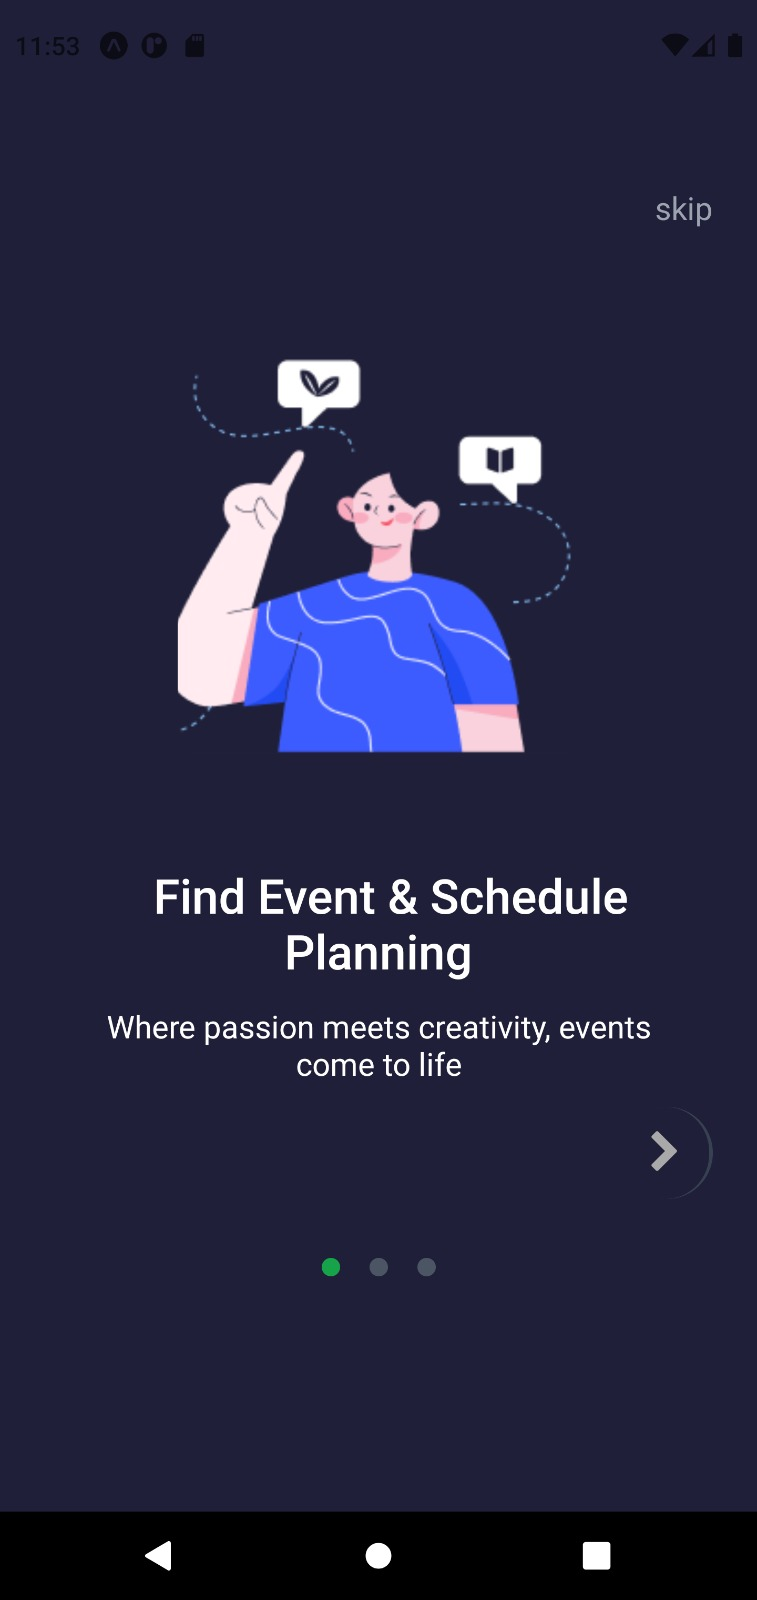 11:53
skip
Find Event & Schedule
Planning
Where passion meets creativity, events
come to life